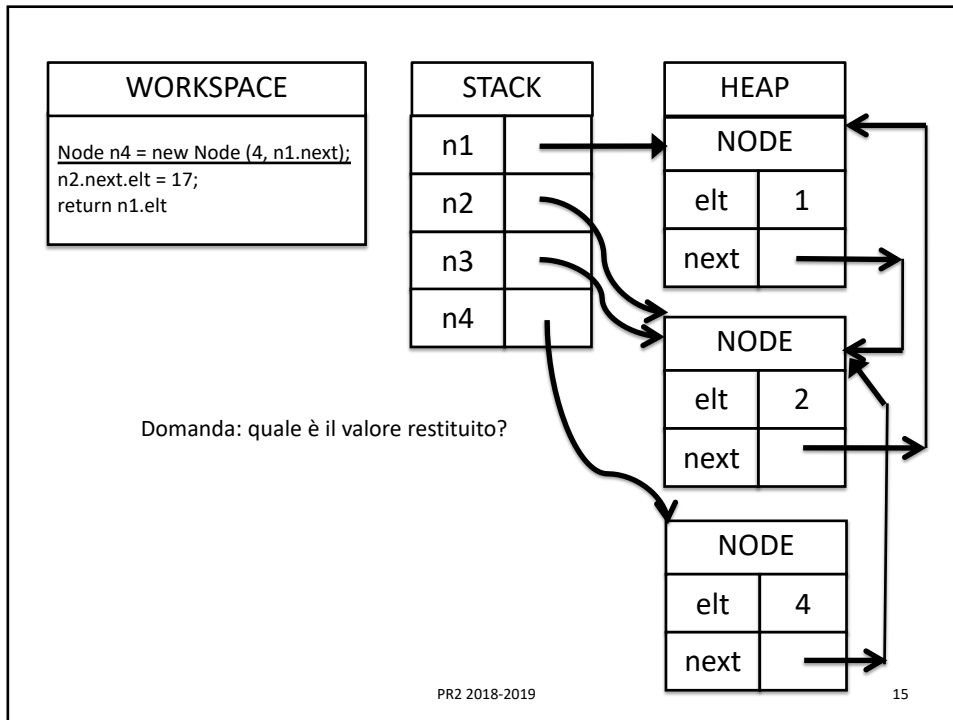 WORKSPACE
Node n4 = new Node (4, n1.next);
n2.next.elt = 17;
return n1.elt
STACK
n1
n2
n3
n4
HEAP
NODE
elt 1
next
NODE
elt 2
next
NODE
elt 4
next
Domanda: quale è il valore restituito?
PR2 2018-2019
15